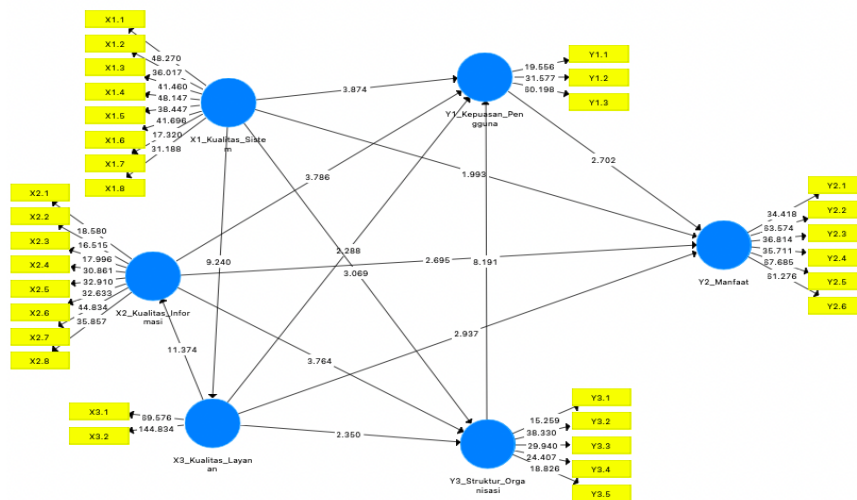 X1.1
X1.2
X1.3
X1.4
X1.5
X1.6
X1.7
X1.8
48.270
36.017
41.460
48.147
38.447
41.696
17.320
31.188
X1_Kualitas_Siste
m
Y1.1
Y1.2
Y1.3
19.556
31.577
60.198
Y1_Kepuasan_Pen
gguna
3.874
3.786
1.993
2.702
X2.1
X2.2
X2.3
X2.4
X2.5
X2.6
X2.7
X2.8
18.580
16.515
17.996
30.861
32.910
32.633
44.834
35.857
X2_Kualitas_Infor
masi
9.240
2.288
3.069
2.695
8.191
Y2.1
Y2.2
Y2.3
Y2.4
Y2.5
Y2.6
34.418
63.574
36.814
35.711
67.685
61.276
Y2_Manfaat
11.374
3.764
2.937
2.350
X3.1
X3.2
144.834
X3_Kualitas_Layan
an
Y3.1
Y3.2
Y3.3
Y3.4
Y3.5
15.259
38.330
29.940
24.407
18.826
Y3_Struktur_Orga
nisasi